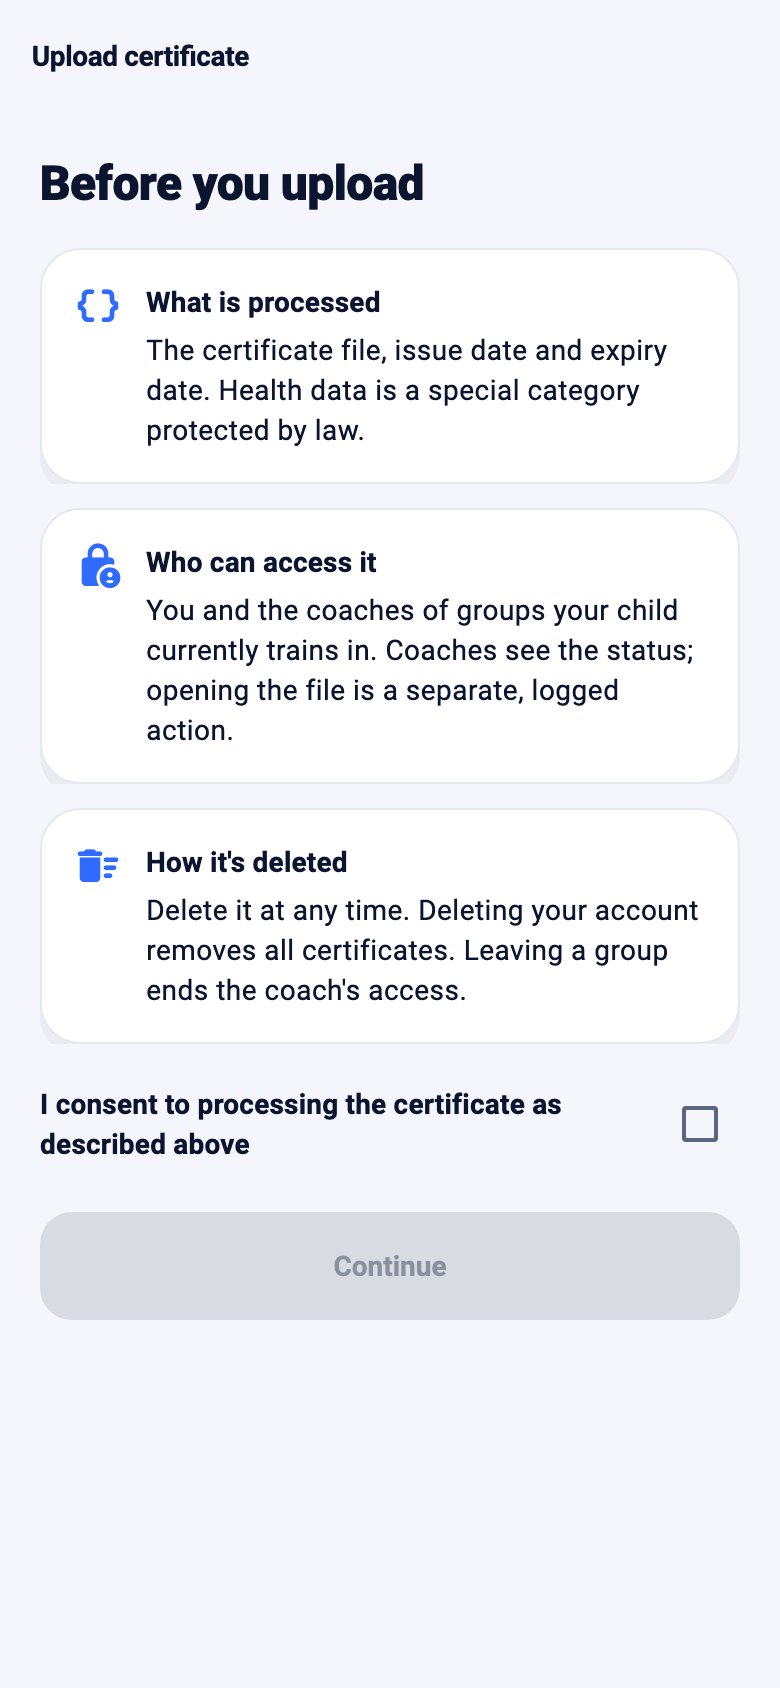 Upload certificate
Before you upload
What is processed
The certificate file, issue date and expiry
date. Health data is a special category
protected by law.
Who can access it
You and the coaches of groups your child
currently trains in. Coaches see the status;
opening the file is a separate, logged
action.
How it's deleted
Delete it at any time. Deleting your account
removes all certificates. Leaving a group
ends the coach's access.
I consent to processing the certificate as
described above
Continue